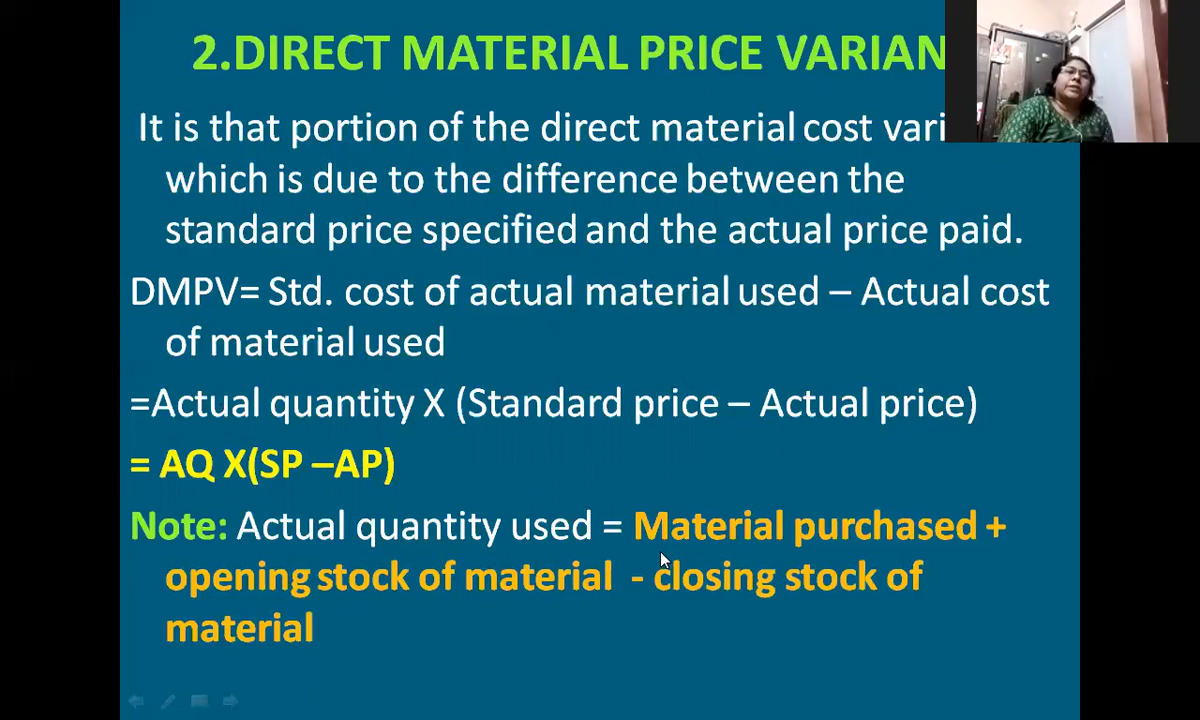 2.DIRECT MATERIAL PRICE VARIAN
It is that portion of the direct material cost vari
which is due to the difference between the
standard price specified and the actual price paid.
DMPV= Std. cost of actual material used – Actual cost
of material used
=Actual quantity X (Standard price – Actual price)
= AQ X(SP –AP)
Note: Actual quantity used = Material purchased +
opening stock of material - closing stock of
material